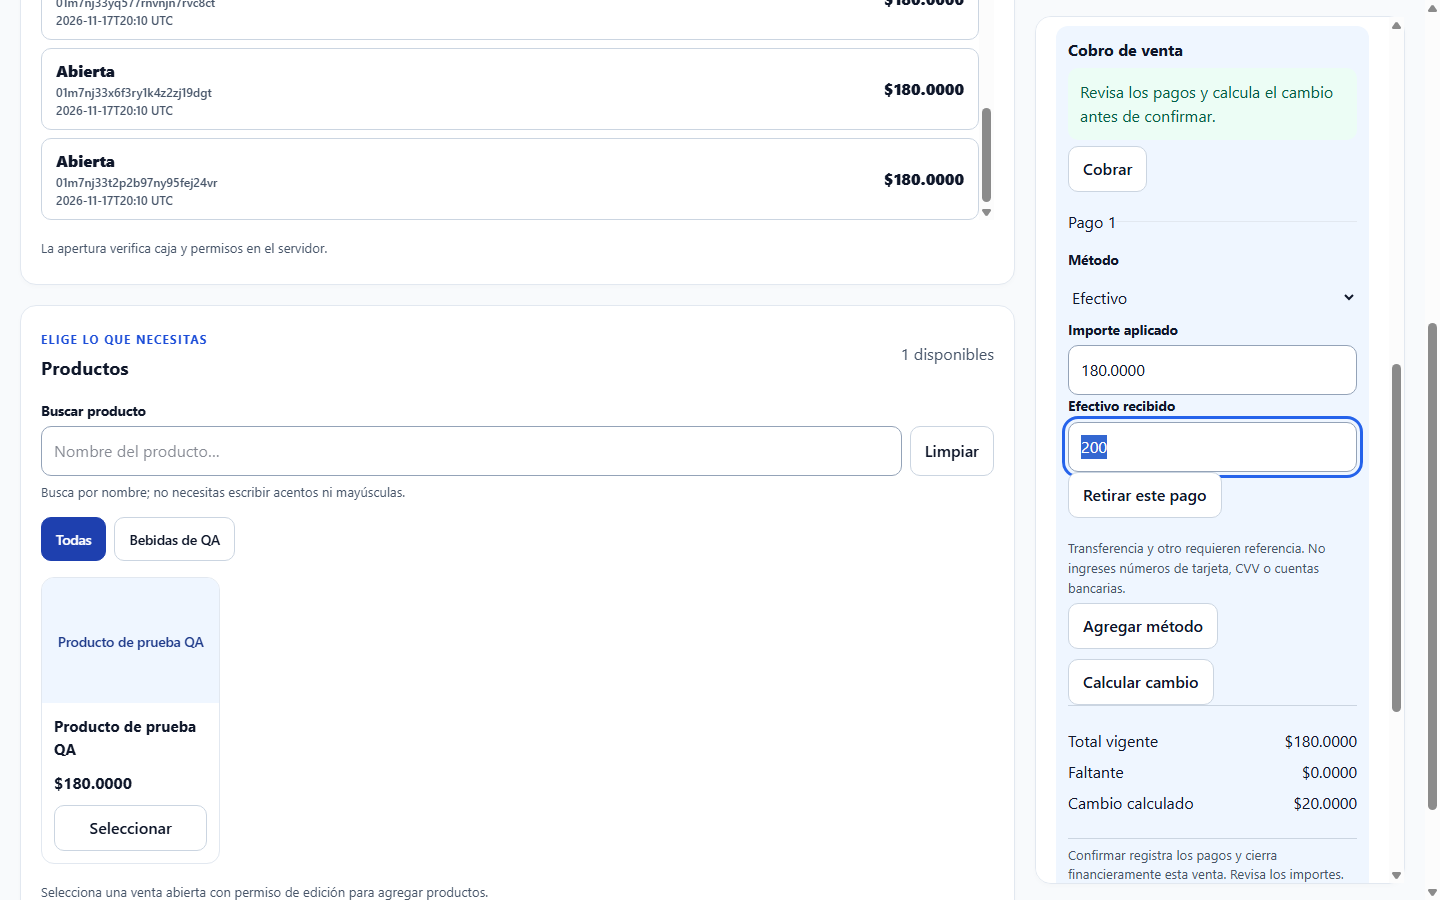 01m7nj33yq577rnvnjn7rvc8ct
$180.0000
2026-11-17T20:10 UTC
Abierta
01m7nj33x6f3ry1k4z2zj19dgt
$180.0000
2026-11-17T20:10 UTC
Abierta
01m7nj33t2p2b97ny95fej24vr
$180.0000
2026-11-17T20:10 UTC
La apertura verifica caja y permisos en el servidor.
ELIGE LO QUE NECESITAS
Productos
1 disponibles
Buscar producto
Nombre del producto...
Limpiar
Busca por nombre; no necesitas escribir acentos ni mayúsculas.
Todas
Bebidas de QA
Producto de prueba QA
Producto de prueba
QA
$180.0000
Seleccionar
Selecciona una venta abierta con permiso de edición para agregar productos.
Cobro de venta
Revisa los pagos y calcula el cambio
antes de confirmar.
Cobrar
Pago 1
Método
Efectivo
Importe aplicado
180.0000
Efectivo recibido
200
Retirar este pago
Transferencia y otro requieren referencia. No
ingreses números de tarjeta, CVV o cuentas
bancarias.
Agregar método
Calcular cambio
Total vigente $180.0000
Faltante $0.0000
Cambio calculado $20.0000
Confirmar registra los pagos y cierra
financieramente esta venta. Revisa los importes.